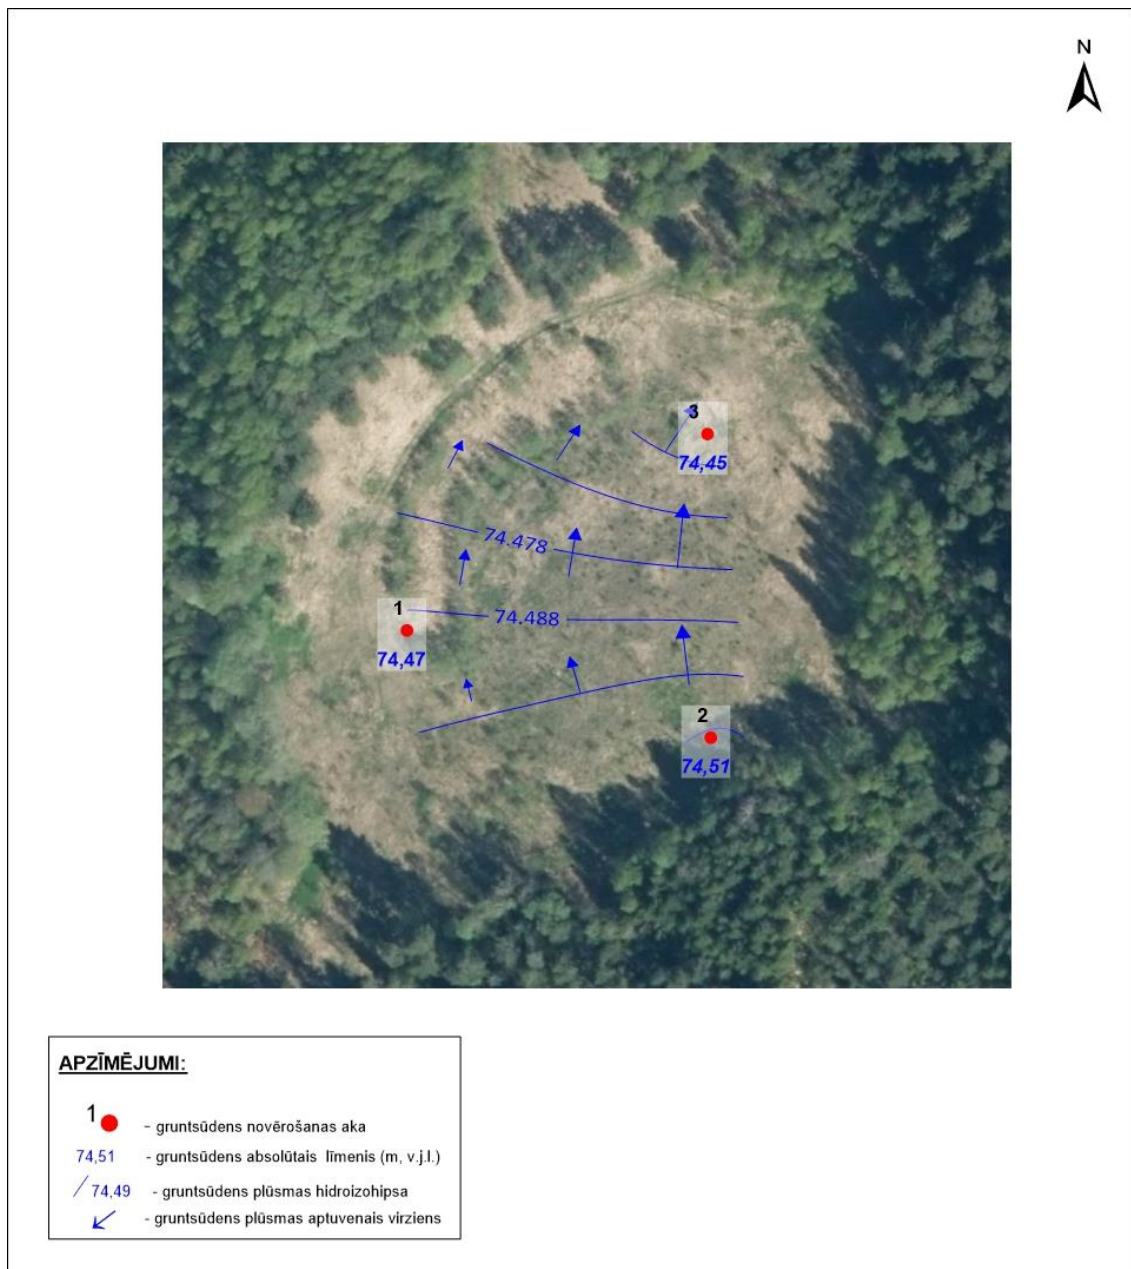 N
3
74,45
74.478
1
74.488
74,47
2
74,51
APZĪMĒJUMI:
1 - gruntsūdens novērošanas aka
74,51 - gruntsūdens absolūtais līmenis (m, v.j.l.)
74,49 - gruntsūdens plūsmas hidroizohipsa
- gruntsūdens plūsmas aptuvenais virziens